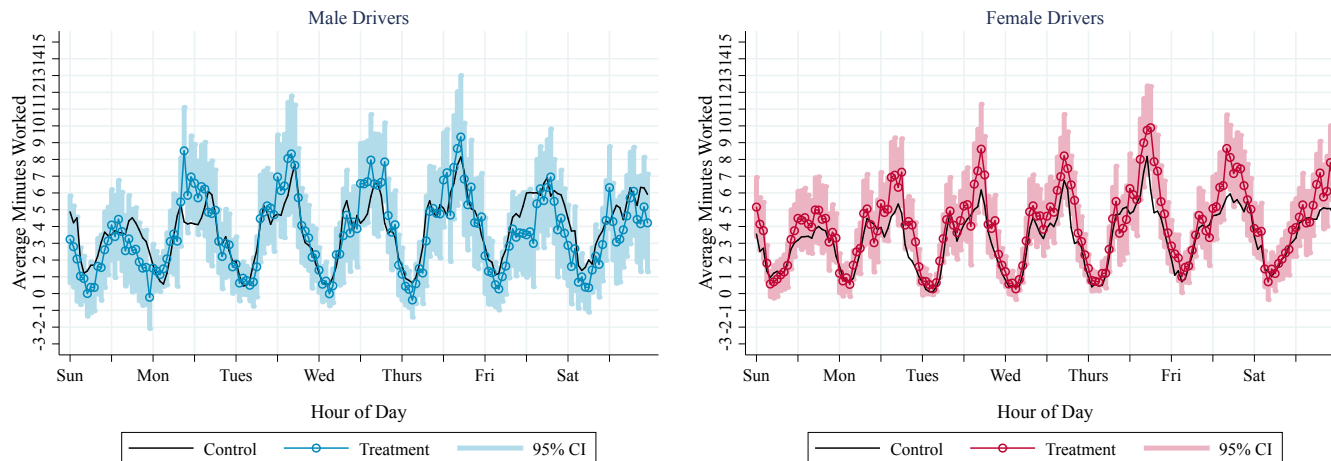 Male Drivers
Average Minutes Worked
-3 -2 -1 0 1 2 3 4 5 6 7 8 9 10 11 12 13 14 15
Sun Mon Tues Wed Thurs Fri Sat
Hour of Day
Control Treatment 95% CI
Female Drivers
Average Minutes Worked
-3 -2 -1 0 1 2 3 4 5 6 7 8 9 10 11 12 13 14 15
Sun Mon Tues Wed Thurs Fri Sat
Hour of Day
Control Treatment 95% CI